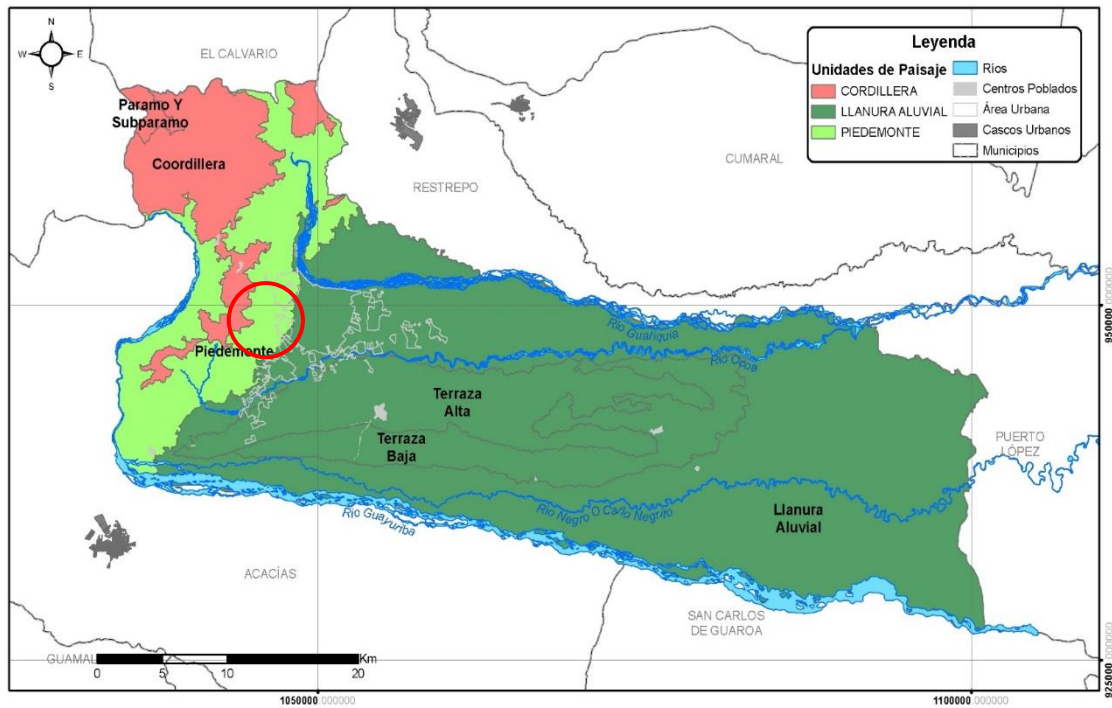 N
W
E
S
EL CALVARIO
Paramo Y
Subparamo
Coordillera
RESTREPO
CUMARAL
Leyenda
Unidades de Paisaje
CORDILLERA
LLANURA ALUVIAL
PIEDEMONTE
Rios
Centros Poblados
Área Urbana
Cascos Urbanos
Municipios
Piedemonte
Rio Guatiquia
Rio Ocoa
Terraza
Alta
Terraza
Baja
PUERTO
LÓPEZ
Rio Guayuriba
Rio Negro O Caño Negrito
Llanura
Aluvial
ACACÍAS
SAN CARLOS
DE GUAROA
GUAMAL
0 5 10 20
Km
950000.000000
925000.000000
1050000.000000
1100000.000000